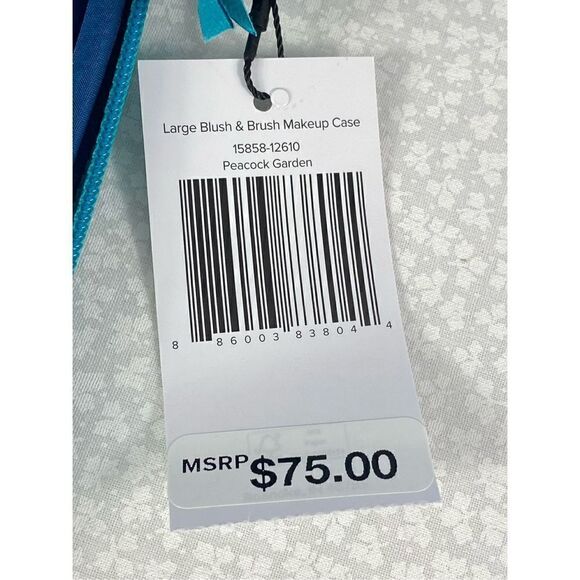 Large Blush & Brush Makeup Case
15858-12610
Peacock Garden
8 86003 83804 4
MSRP $75.00